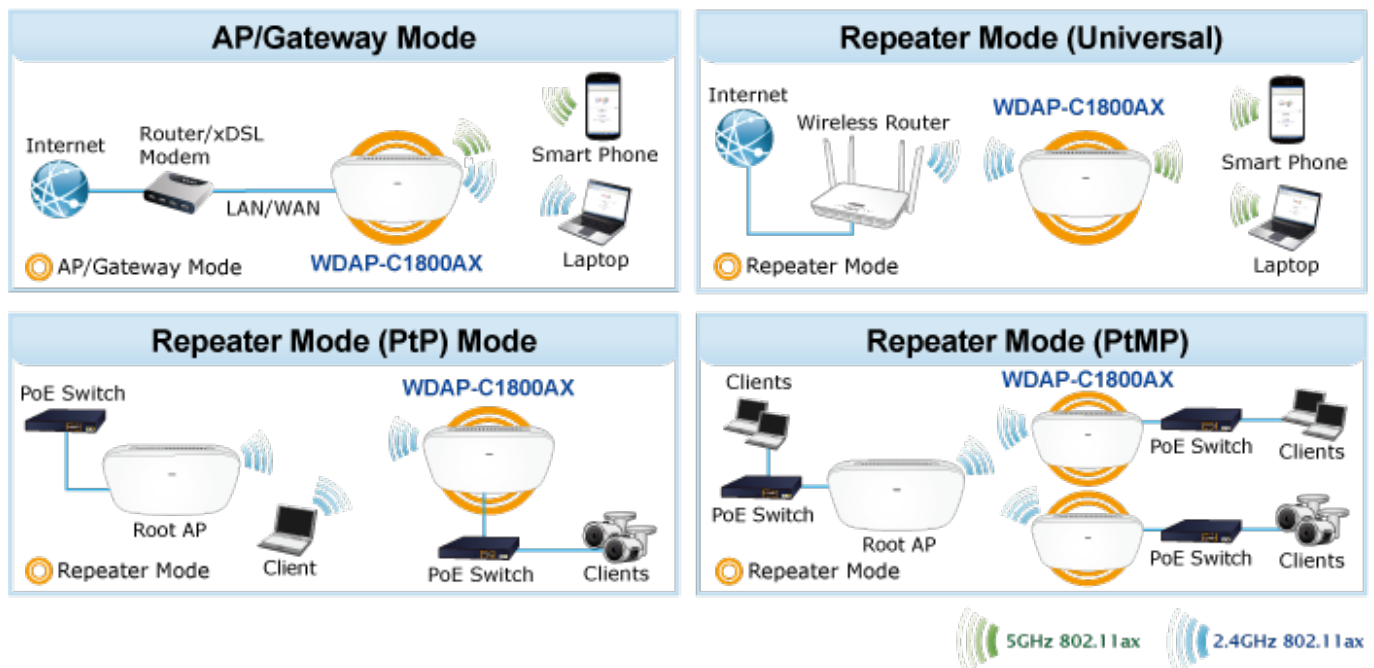 AP/Gateway Mode
Internet
Router/xDSL
Modem
LAN/WAN
WDAP-C1800AX
Smart Phone
Laptop
AP/Gateway Mode
Repeater Mode (Universal)
Internet
Wireless Router
WDAP-C1800AX
Smart Phone
Laptop
Repeater Mode
Repeater Mode (PtP) Mode
PoE Switch
Root AP
Client
WDAP-C1800AX
PoE Switch
Clients
Repeater Mode
Repeater Mode (PtMP)
Clients
PoE Switch
Root AP
WDAP-C1800AX
PoE Switch
Clients
PoE Switch
Clients
Repeater Mode
5GHz 802.11ax
2.4GHz 802.11ax